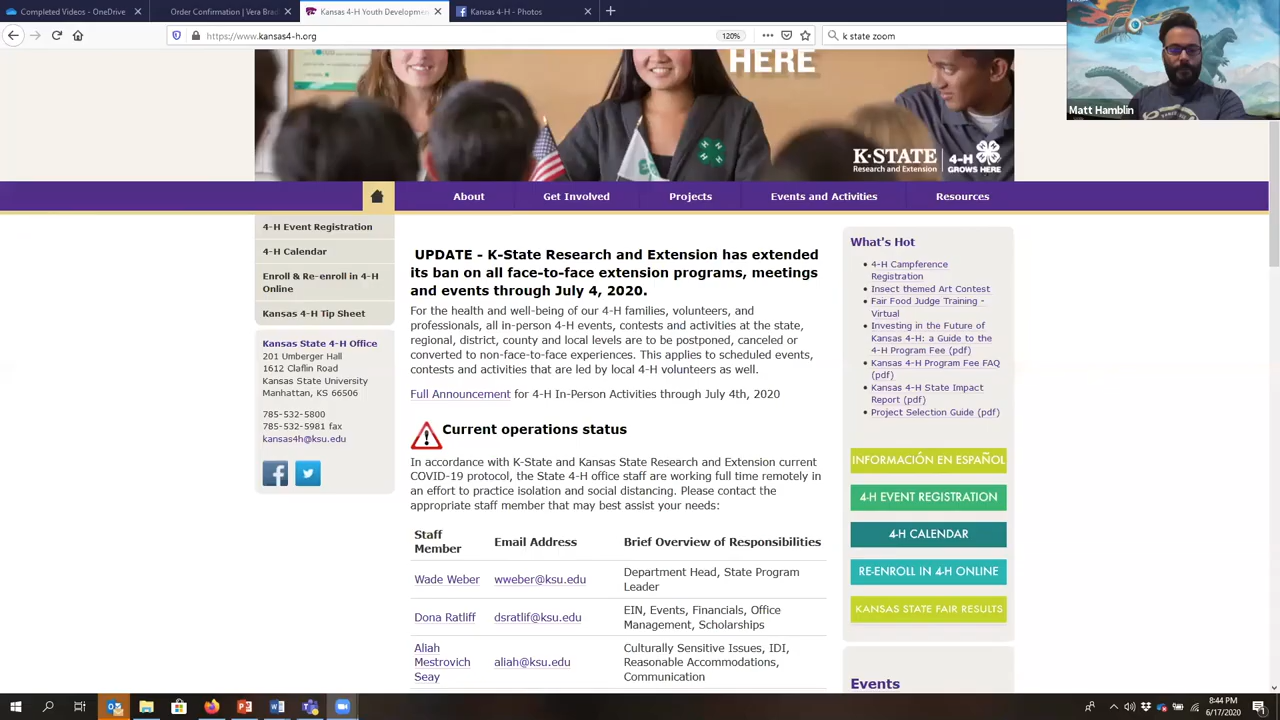 Completed Videos - OneDrive
Order Confirmation | Vera Brad
Kansas 4-H Youth Developmen
Kansas 4-H - Photos
https://www.kansas4-h.org
120%
k state zoom
Matt Hamblin
HERE
K-STATE
Research and Extension
4-H
GROWS HERE
About
Get Involved
Projects
Events and Activities
Resources
4-H Event Registration
4-H Calendar
Enroll & Re-enroll in 4-H
Online
Kansas 4-H Tip Sheet
Kansas State 4-H Office
201 Umberger Hall
1612 Claflin Road
Kansas State University
Manhattan, KS 66506
785-532-5800
785-532-5981 fax
kansas4h@ksu.edu
UPDATE - K-State Research and Extension has extended
its ban on all face-to-face extension programs, meetings
and events through July 4, 2020.
For the health and well-being of our 4-H families, volunteers, and
professionals, all in-person 4-H events, contests and activities at the state,
regional, district, county and local levels are to be postponed, canceled or
converted to non-face-to-face experiences. This applies to scheduled events,
contests and activities that are led by local 4-H volunteers as well.
Full Announcement for 4-H In-Person Activities through July 4th, 2020
Current operations status
In accordance with K-State and Kansas State Research and Extension current
COVID-19 protocol, the State 4-H office staff are working full time remotely in
an effort to practice isolation and social distancing. Please contact the
appropriate staff member that may best assist your needs:
Staff
Member
Email Address
Brief Overview of Responsibilities
Wade Weber
wweber@ksu.edu
Department Head, State Program
Leader
Dona Ratliff
dsratlif@ksu.edu
EIN, Events, Financials, Office
Management, Scholarships
Aliah
Mestrovich
Seay
aliah@ksu.edu
Culturally Sensitive Issues, IDI,
Reasonable Accommodations,
Communication
What's Hot
4-H Campference
Registration
Insect themed Art Contest
Fair Food Judge Training -
Virtual
Investing in the Future of
Kansas 4-H: a Guide to the
4-H Program Fee (pdf)
Kansas 4-H Program Fee FAQ
(pdf)
Kansas 4-H State Impact
Report (pdf)
Project Selection Guide (pdf)
INFORMACIÓN EN ESPAÑOL
4-H EVENT REGISTRATION
4-H CALENDAR
RE-ENROLL IN 4-H ONLINE
KANSAS STATE FAIR RESULTS
Events
8:44 PM
6/17/2020